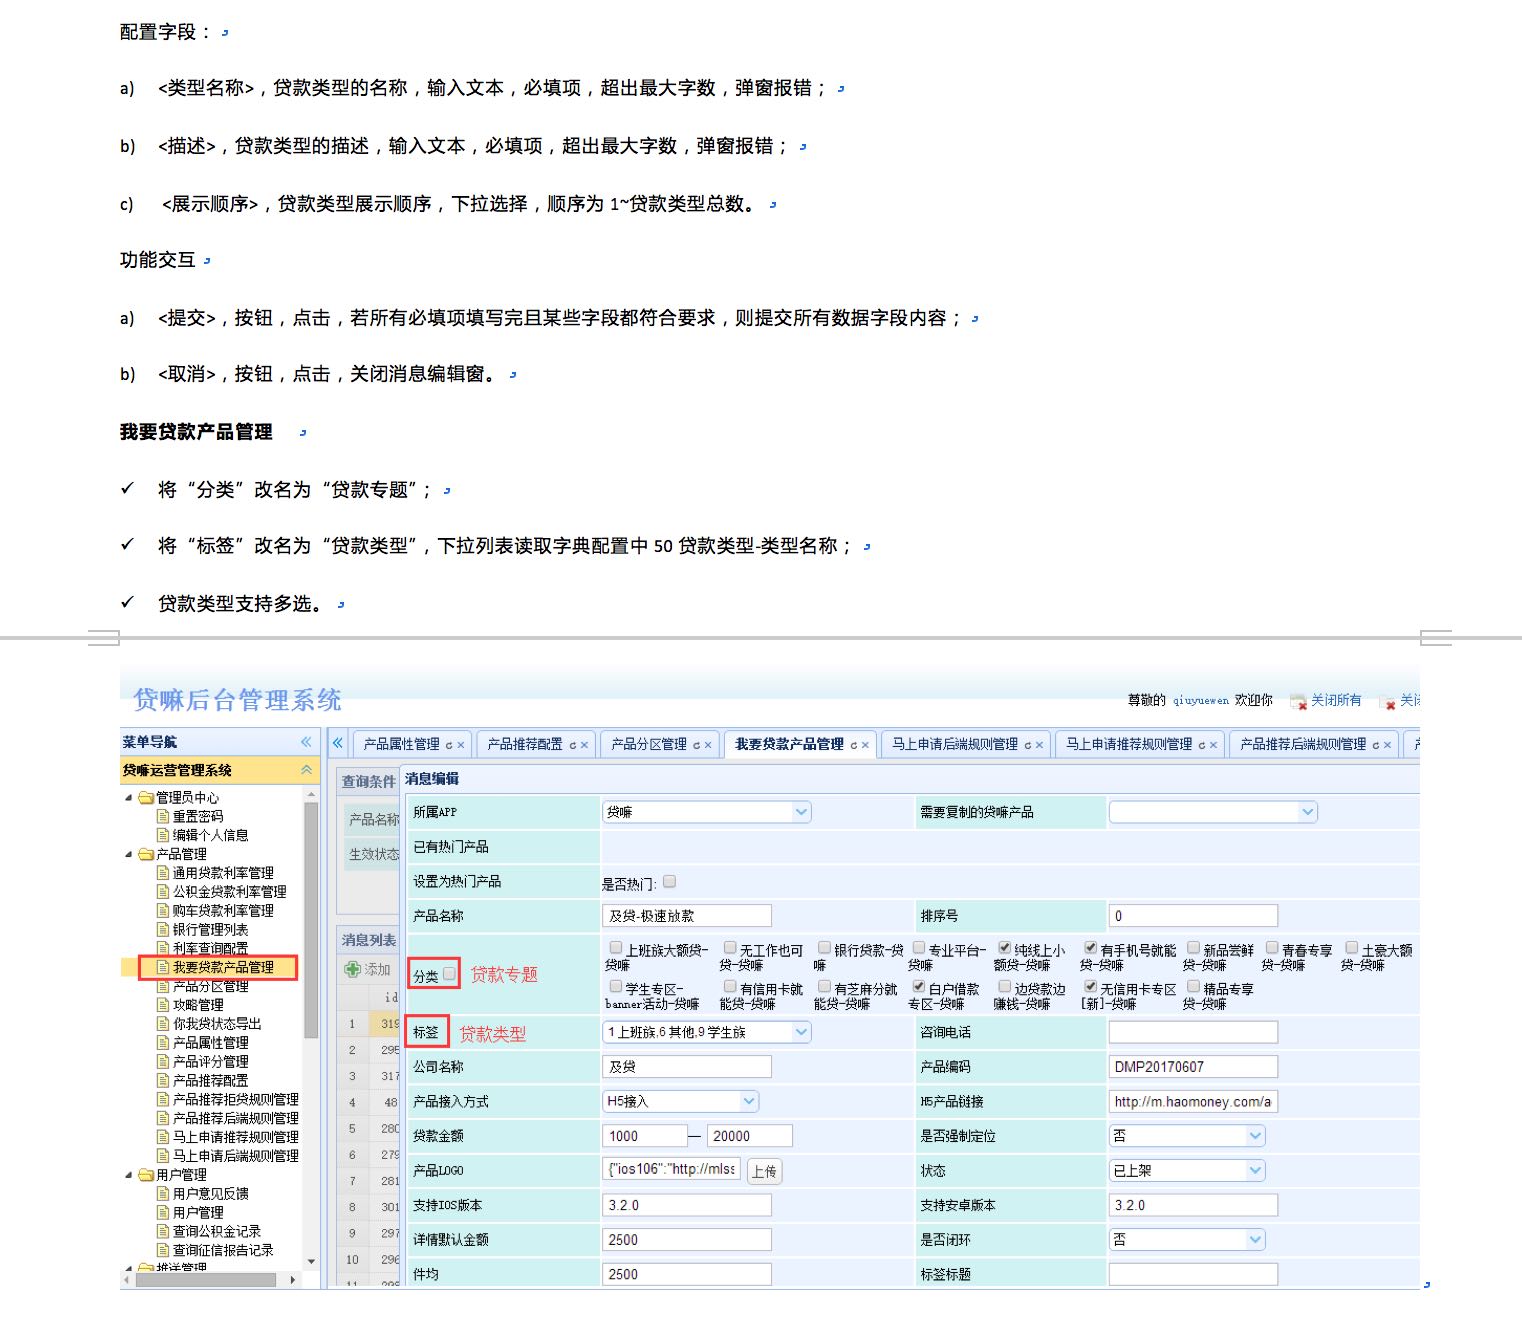 配置字段：
a) <类型名称>，贷款类型的名称，输入文本，必填项，超出最大字数，弹窗报错；
b) <描述>，贷款类型的描述，输入文本，必填项，超出最大字数，弹窗报错；
c) <展示顺序>，贷款类型展示顺序，下拉选择，顺序为 1~贷款类型总数。
功能交互
a) <提交>，按钮，点击，若所有必填项填写完且某些字段都符合要求，则提交所有数据字段内容；
b) <取消>，按钮，点击，关闭消息编辑窗。
我要贷款产品管理
✓ 将“分类”改名为“贷款专题”；
✓ 将“标签”改名为“贷款类型”，下拉列表读取字典配置中 50 贷款类型-类型名称；
✓ 贷款类型支持多选。
贷嘛后台管理系统
尊敬的 qiuyuewen 欢迎你 关闭所有
菜单导航
产品属性管理 产品推荐配置 产品分区管理 我要贷款产品管理 马上申请后端规则管理 马上申请推荐规则管理 产品推荐后端规则管理
贷嘛运营管理系统
管理员中心
重置密码
编辑个人信息
产品管理
通用贷款利率管理
公积金贷款利率管理
购车贷款利率管理
银行管理列表
利率查询配置
我要贷款产品管理
产品分区管理
攻略管理
你我贷状态导出
产品属性管理
产品评分管理
产品推荐配置
产品推荐拒贷规则管理
产品推荐后端规则管理
马上申请推荐规则管理
马上申请后端规则管理
用户管理
用户意见反馈
用户管理
查询公积金记录
查询征信报告记录
推送管理
查询条件
产品名称
生效状态
消息列表
添加
id
1 319
2 295
3 317
4 48
5 280
6 279
7 281
8 301
9 297
10 296
11
消息编辑
所属APP 贷嘛 需要复制的贷嘛产品
已有热门产品
设置为热门产品 是否热门:
产品名称 及贷-极速放款 排序号 0
分类 贷款专题
上班族大额贷-贷嘛 无工作也可贷-贷嘛 银行贷款-贷嘛 专业平台-贷嘛 纯线上小额贷-贷嘛 有手机号就能贷-贷嘛 新品尝鲜贷-贷嘛 青春专享贷-贷嘛 土豪大额贷-贷嘛
学生专区-banner活动-贷嘛 有信用卡就能贷-贷嘛 有芝麻分就能贷-贷嘛 白户借款专区-贷嘛 边贷款边赚钱-贷嘛 无信用卡专区[新]-贷嘛 精品专享贷-贷嘛
标签 贷款类型 1 上班族,6 其他,9 学生族 咨询电话
公司名称 及贷 产品编码 DMP20170607
产品接入方式 H5接入 H5产品链接 http://m.haomoney.com/a
贷款金额 1000 — 20000 是否强制定位 否
产品LOGO {"ios106":"http://mlss 上传 状态 已上架
支持IOS版本 3.2.0 支持安卓版本 3.2.0
详情默认金额 2500 是否闭环 否
件均 2500 标签标题